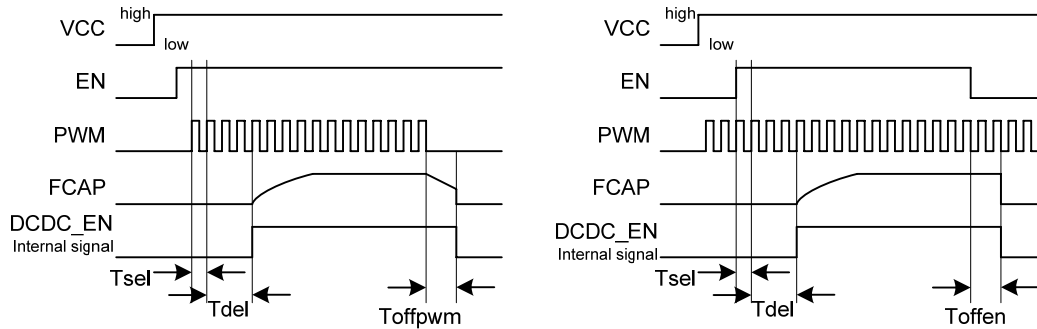 VCC
high
low
EN
PWM
FCAP
DCDC_EN
Internal signal
Tsel
Tdel
Toffpwm
VCC
high
low
EN
PWM
FCAP
DCDC_EN
Internal signal
Tsel
Tdel
Toffen